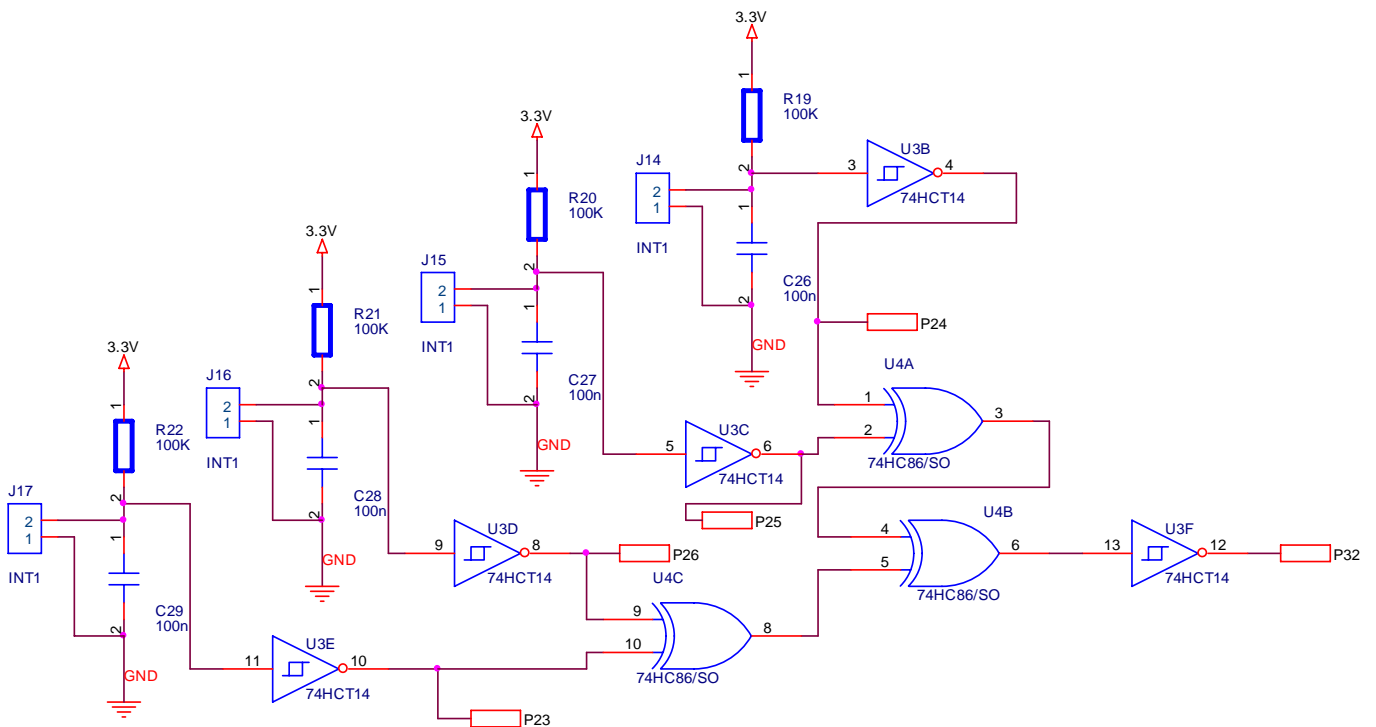 3.3V
1
R19
100K
2
J14
2
1
INT1
1
2
C26
100n
GND
3
U3B
4
74HCT14
P24
3.3V
1
R20
100K
2
J15
2
1
INT1
1
2
C27
100n
GND
5
U3C
6
74HCT14
P25
U4A
1
2
3
74HC86/SO
3.3V
1
R21
100K
2
J16
2
1
INT1
1
2
C28
100n
GND
9
U3D
8
74HCT14
P26
U4C
9
10
8
74HC86/SO
U4B
4
5
6
74HC86/SO
13
U3F
12
74HCT14
P32
3.3V
1
R22
100K
2
J17
2
1
INT1
1
2
C29
100n
GND
11
U3E
10
74HCT14
P23